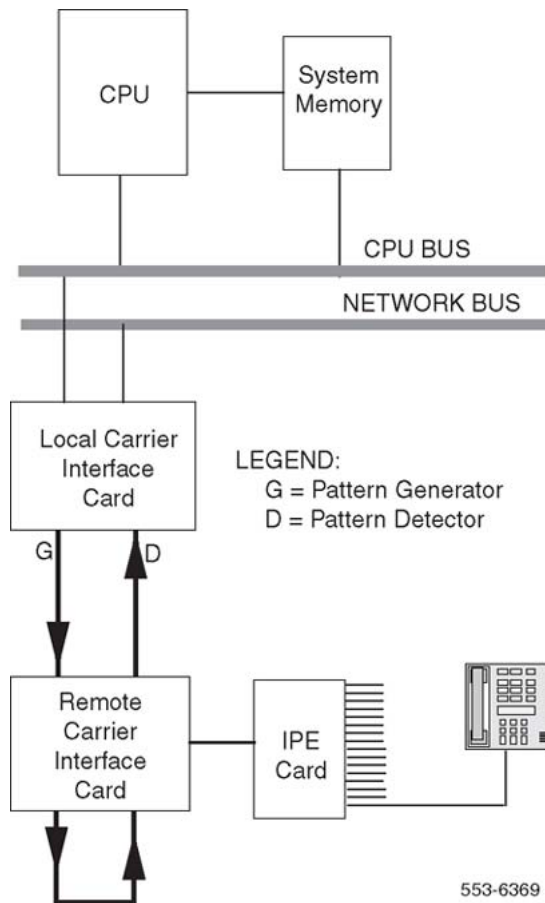 CPU
System
Memory
CPU BUS
NETWORK BUS
Local Carrier
Interface
Card
LEGEND:
G = Pattern Generator
D = Pattern Detector
G
D
Remote
Carrier
Interface
Card
IPE
Card
553-6369